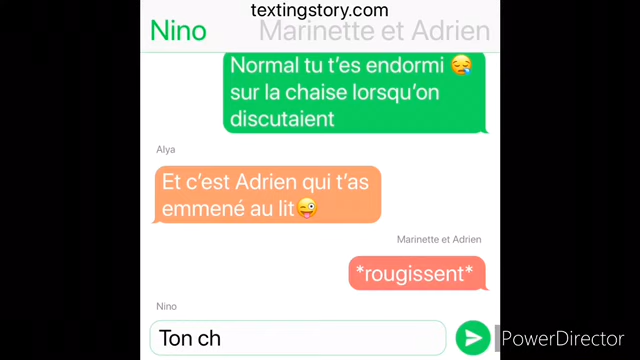 textingstory.com
Nino
Marinette et Adrien
Normal tu t'es endormi 😪
sur la chaise lorsqu'on
discutaient
Alya
Et c'est Adrien qui t'as
emmené au lit😜
Marinette et Adrien
*rougissent*
Nino
Ton ch
PowerDirector